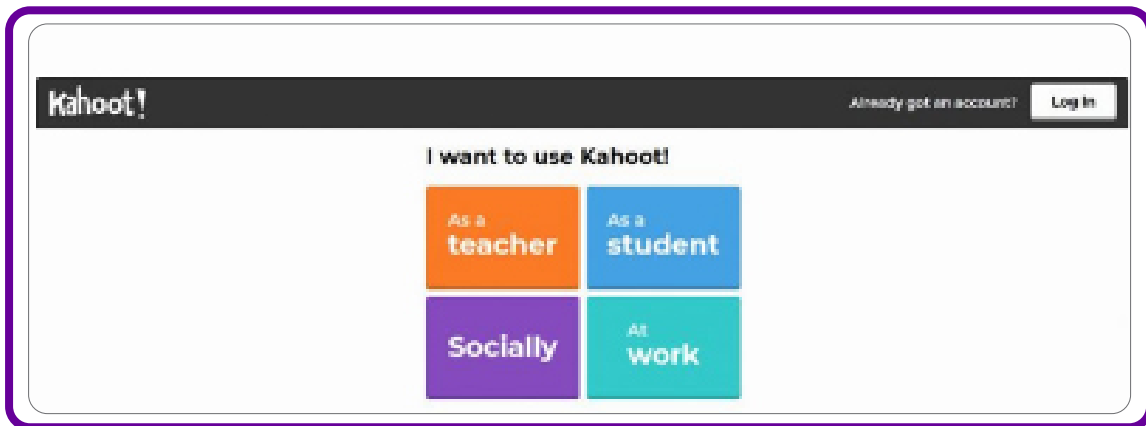 Kahoot!
Already got an account?
Log in
I want to use Kahoot!
As a
teacher
As a
student
Socially
At
work